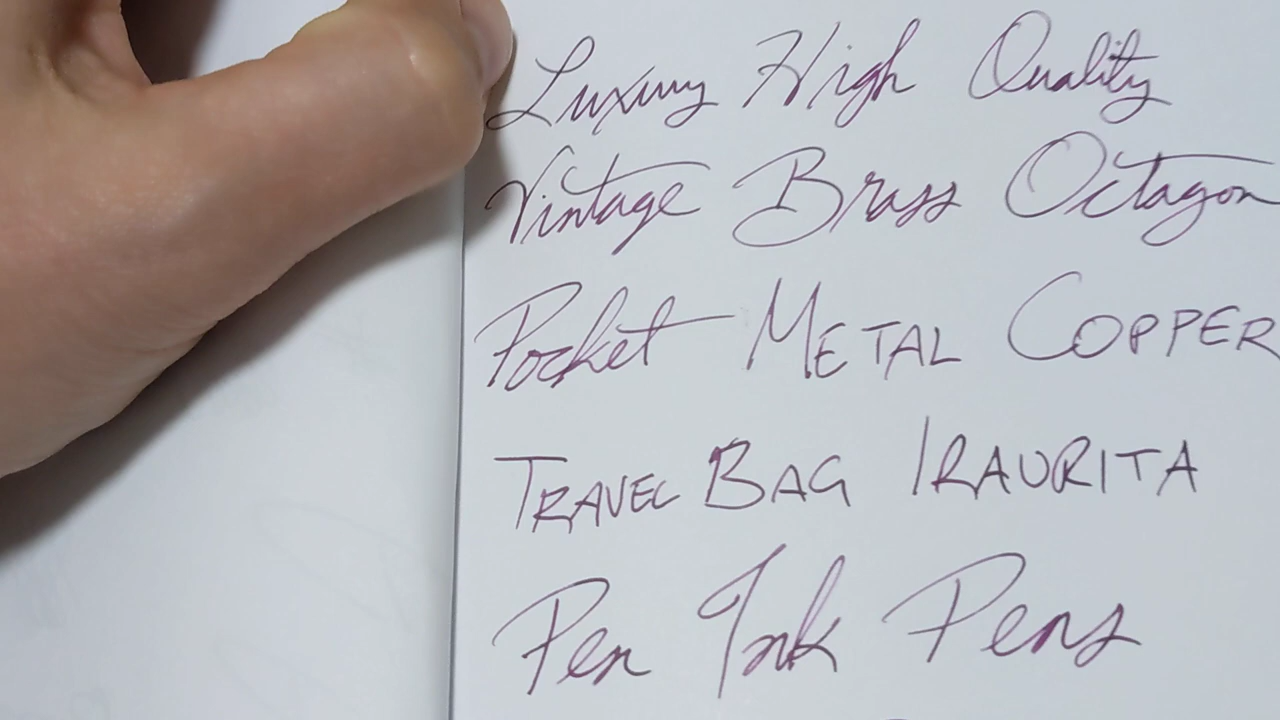 Luxury High Quality
Vintage Brass Octagon
Pocket METAL COPPER
TRAVEL BAG IRAURITA
Pen Ink Pens